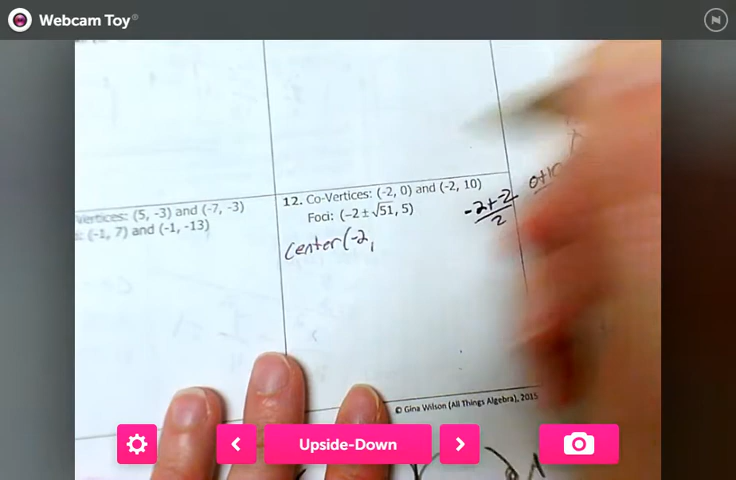 Webcam Toy
12. Co-Vertices: (-2, 0) and (-2, 10)
Foci: (−2 ± √51, 5)
Vertices: (5, -3) and (-7, -3)
: (-1, 7) and (-1, -13)
center (-2,
-2+2
2
0+10
© Gina Wilson (All Things Algebra), 2015
Upside-Down